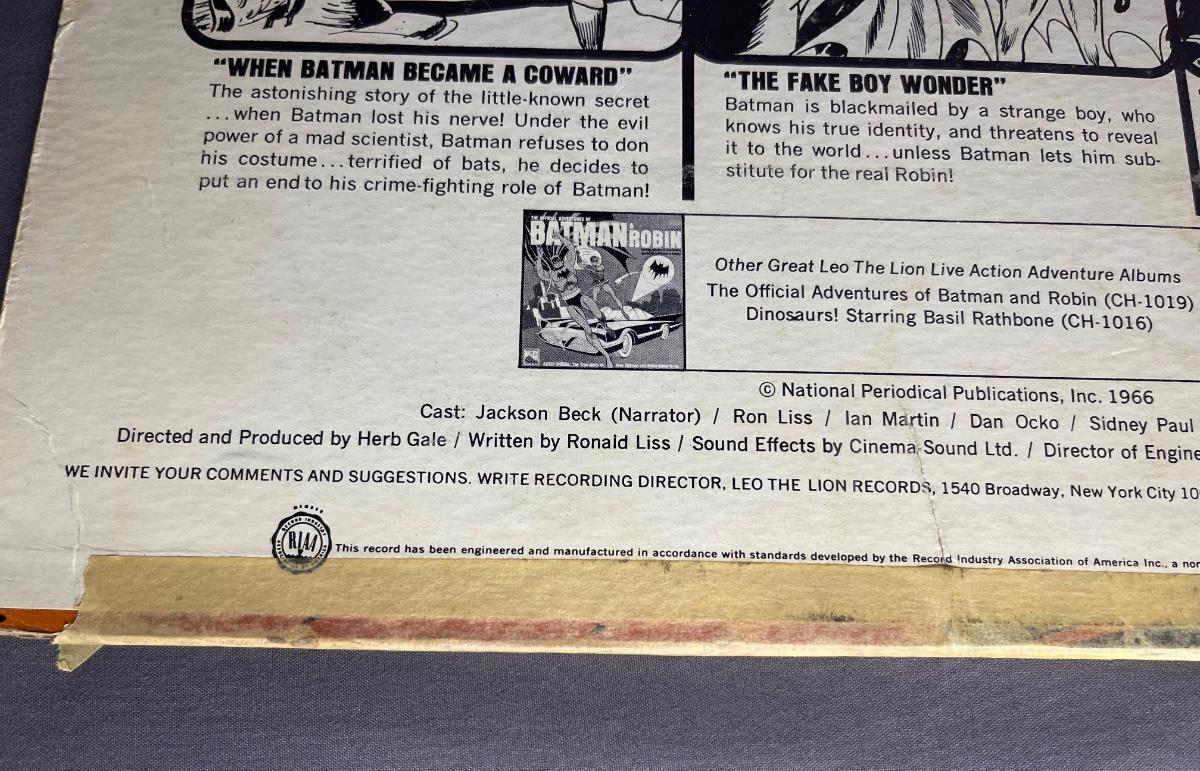 "WHEN BATMAN BECAME A COWARD"
The astonishing story of the little-known secret
...when Batman lost his nerve! Under the evil
power of a mad scientist, Batman refuses to don
his costume...terrified of bats, he decides to
put an end to his crime-fighting role of Batman!
"THE FAKE BOY WONDER"
Batman is blackmailed by a strange boy, who
knows his true identity, and threatens to reveal
it to the world...unless Batman lets him sub-
stitute for the real Robin!
THE OFFICIAL ADVENTURES OF
BATMAN & ROBIN
Other Great Leo The Lion Live Action Adventure Albums
The Official Adventures of Batman and Robin (CH-1019)
Dinosaurs! Starring Basil Rathbone (CH-1016)
© National Periodical Publications, Inc. 1966
Cast: Jackson Beck (Narrator) / Ron Liss / Ian Martin / Dan Ocko / Sidney Paul
Directed and Produced by Herb Gale / Written by Ronald Liss / Sound Effects by Cinema Sound Ltd. / Director of Engine
WE INVITE YOUR COMMENTS AND SUGGESTIONS. WRITE RECORDING DIRECTOR, LEO THE LION RECORDS, 1540 Broadway, New York City 10
MEMBER
RECORD INDUSTRY
RIAA
This record has been engineered and manufactured in accordance with standards developed by the Record Industry Association of America Inc., a non